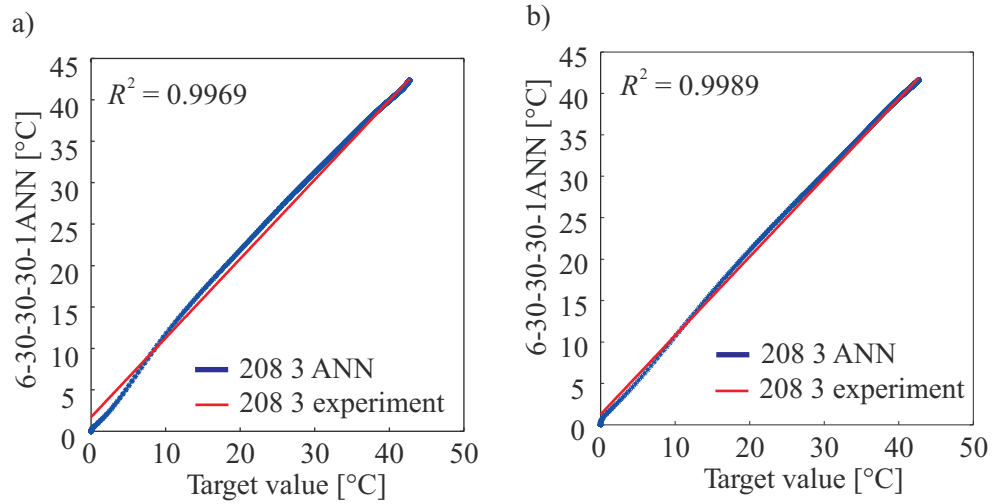 a)
45
40
35
30
25
20
15
10
5
0
6-30-30-30-1ANN [°C]
R² = 0.9969
208 3 ANN
208 3 experiment
0 10 20 30 40 50
Target value [°C]
b)
45
40
35
30
25
20
15
10
5
0
6-30-30-30-1ANN [°C]
R² = 0.9989
208 3 ANN
208 3 experiment
0 10 20 30 40 50
Target value [°C]